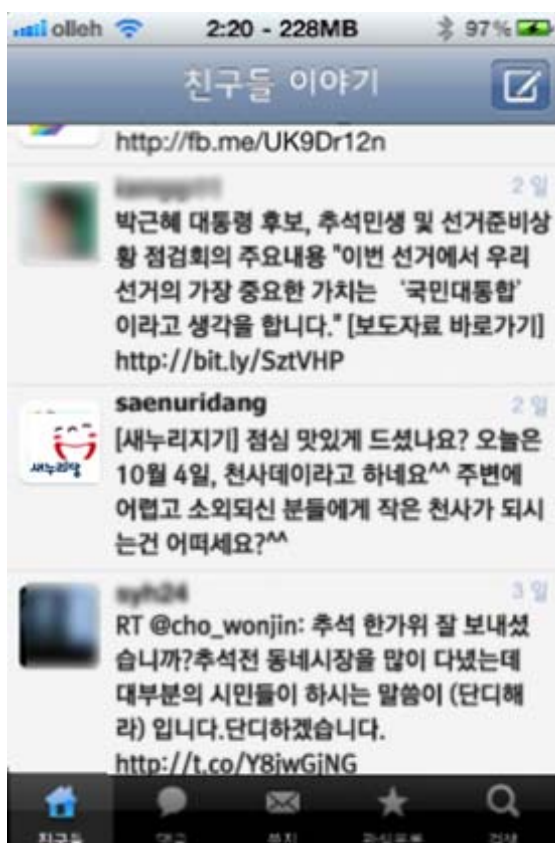 olleh 2:20 - 228MB 97%
친구들 이야기
http://fb.me/UK9Dr12n
2 일
박근혜 대통령 후보, 추석민생 및 선거준비상
황 점검회의 주요내용 "이번 선거에서 우리
선거의 가장 중요한 가치는 '국민대통합'
이라고 생각을 합니다." [보도자료 바로가기]
http://bit.ly/SztVHP
saenuridang 2 일
새누리당
[새누리지기] 점심 맛있게 드셨나요? 오늘은
10월 4일, 천사데이라고 하네요^^ 주변에
어렵고 소외되신 분들에게 작은 천사가 되시
는건 어떠세요?^^
3 일
RT @cho_wonjin: 추석 한가위 잘 보내셨
습니까?추석전 동네시장을 많이 다녔는데
대부분의 시민들이 하시는 말씀이 (단디해
라) 입니다.단디하겠습니다.
http://t.co/Y8jwGjNG
친구들